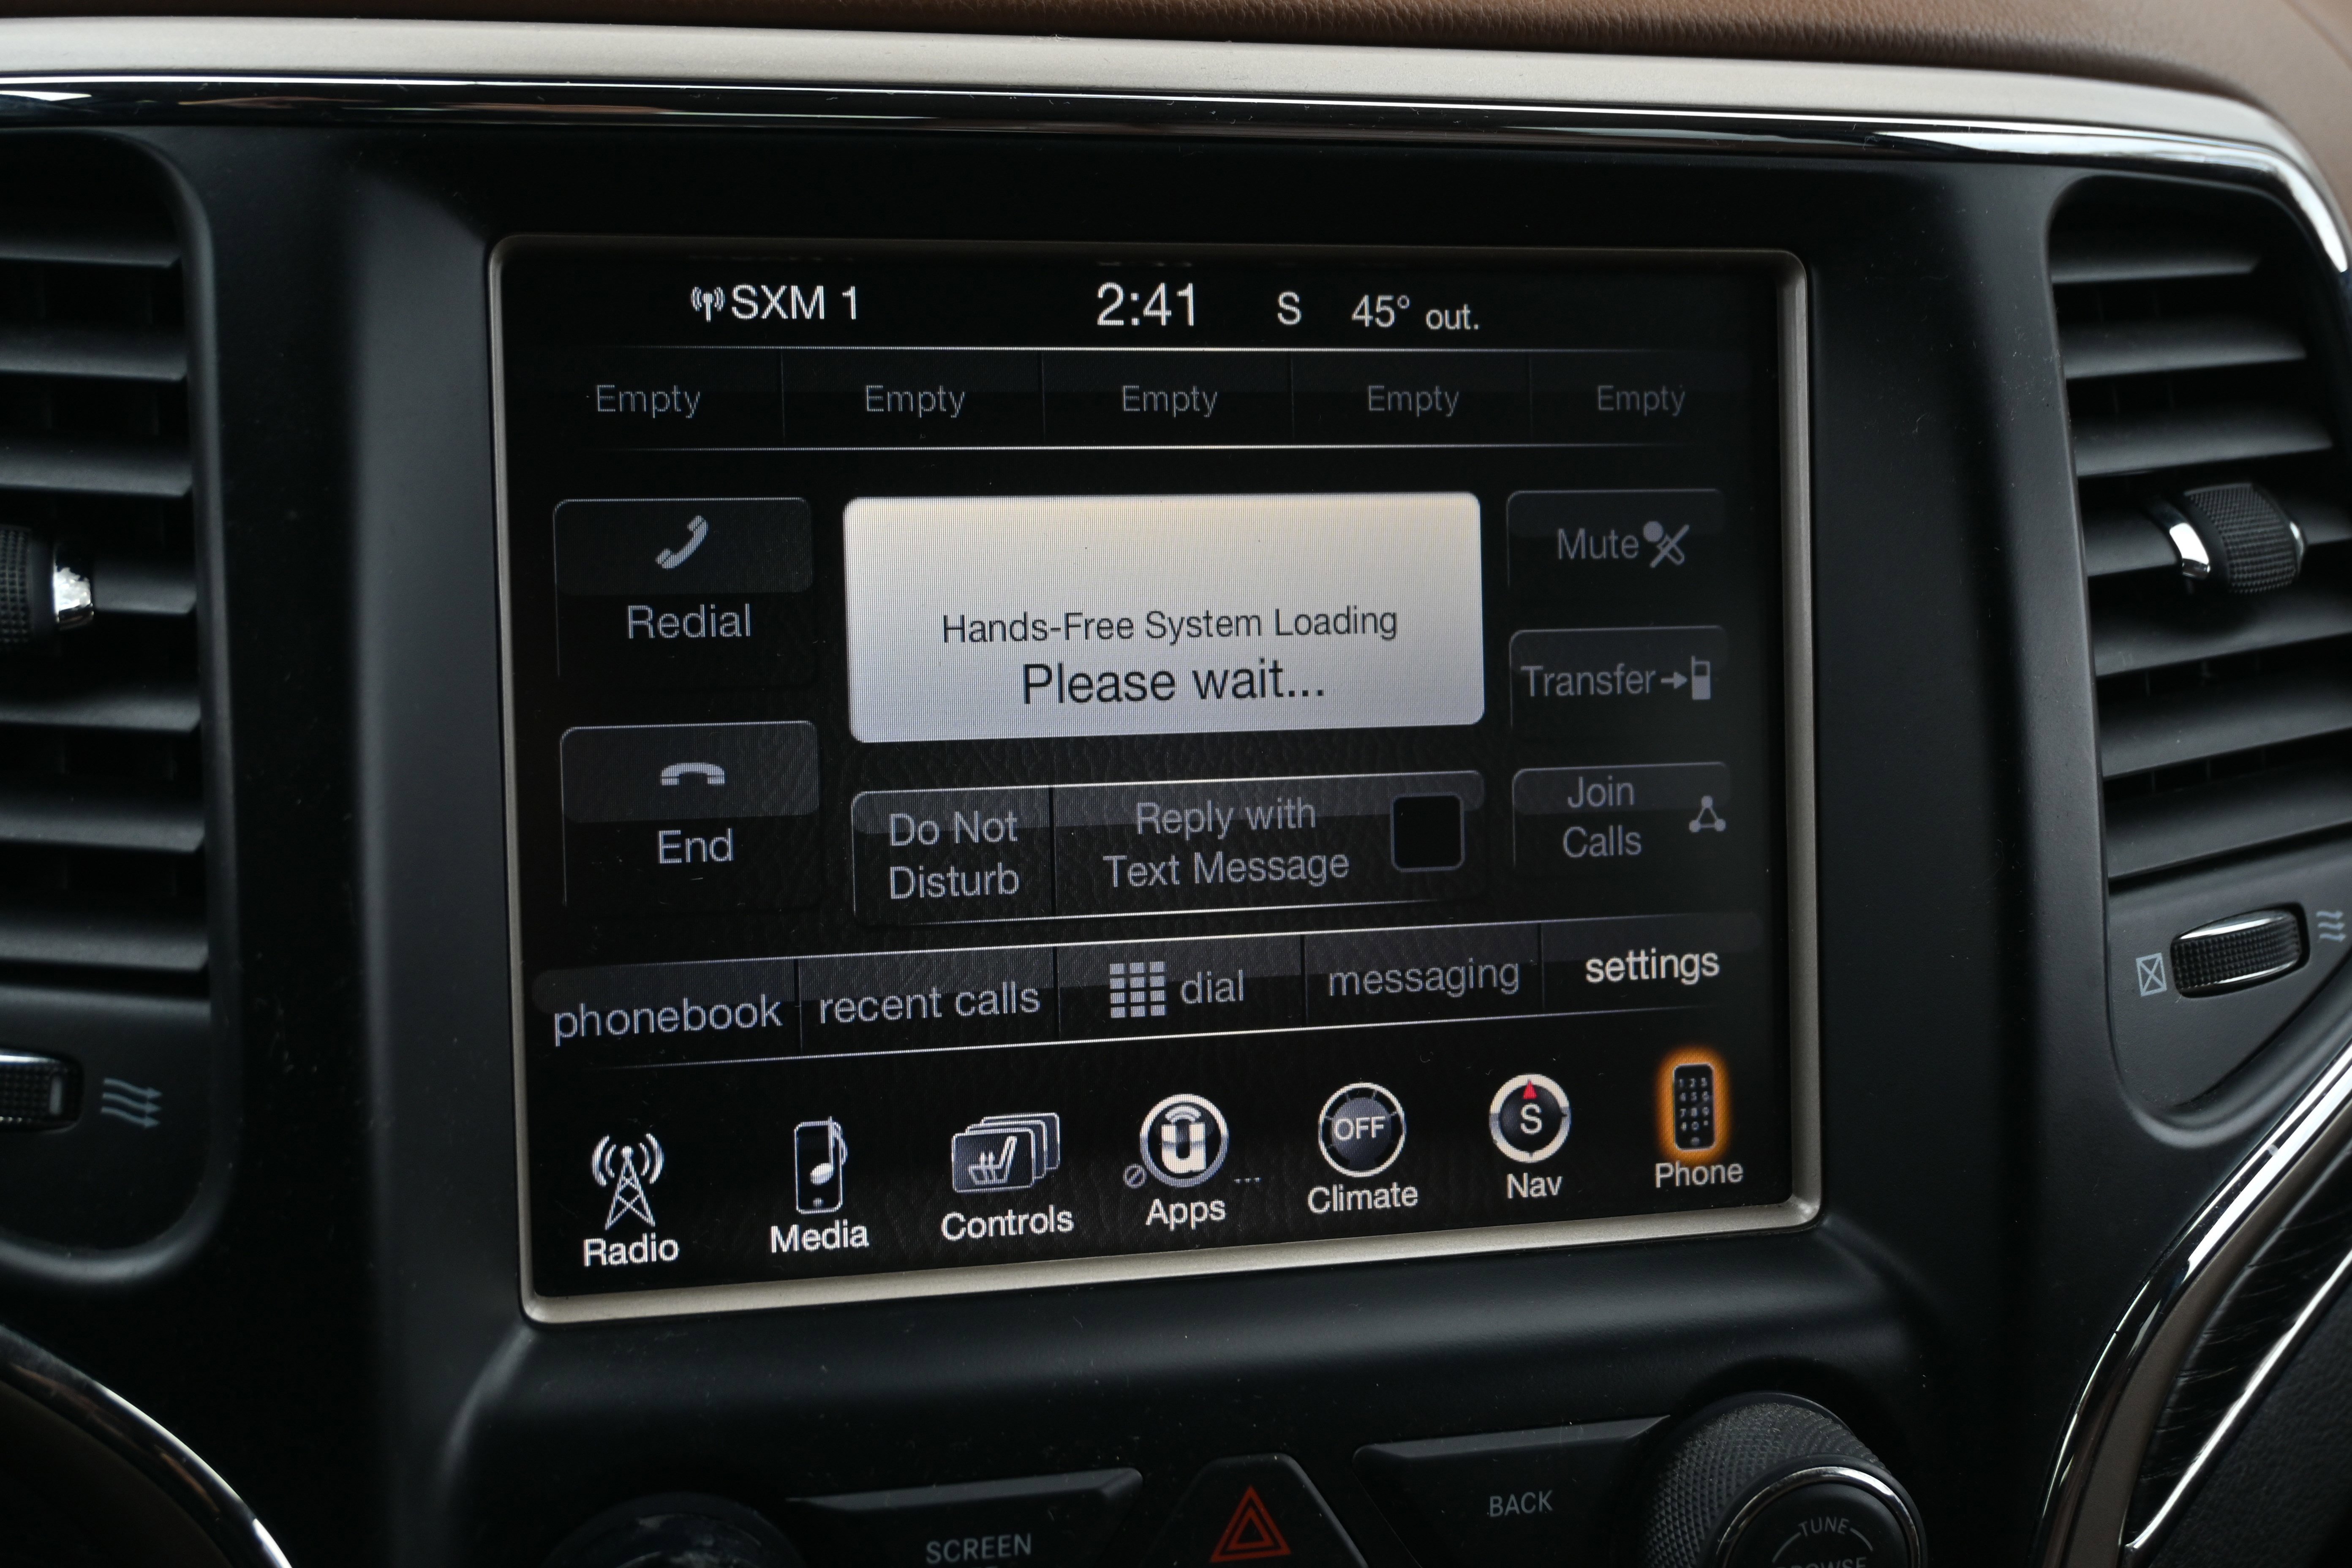 SXM 1 2:41 S 45° out.
Empty Empty Empty Empty Empty
Redial
Hands-Free System Loading
Please wait...
Mute
Transfer
End
Do Not
Disturb
Reply with
Text Message
Join
Calls
phonebook recent calls dial messaging settings
OFF
S
Radio Media Controls Apps Climate Nav Phone
SCREEN
BACK
TUNE
BROWSE